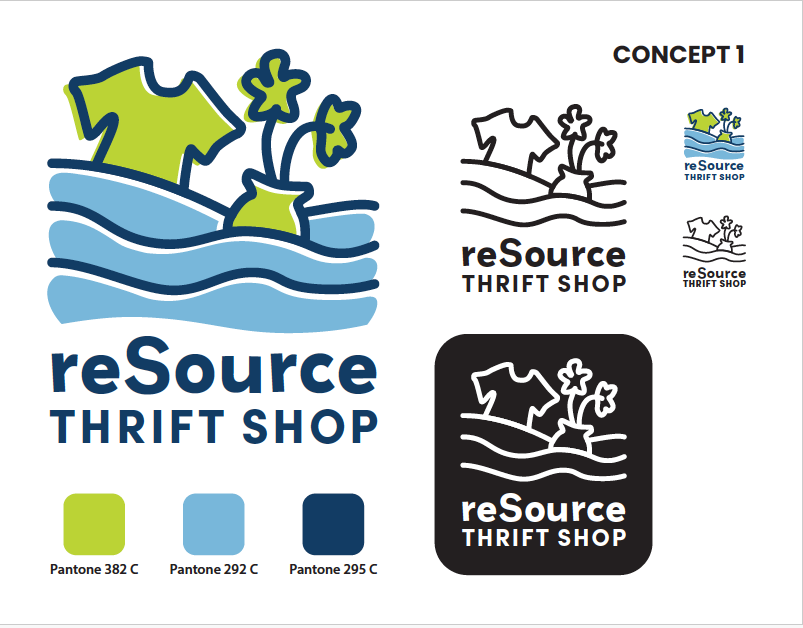 CONCEPT 1
reSource
THRIFT SHOP
reSource
THRIFT SHOP
reSource
THRIFT SHOP
reSource
THRIFT SHOP
reSource
THRIFT SHOP
Pantone 382 C
Pantone 292 C
Pantone 295 C